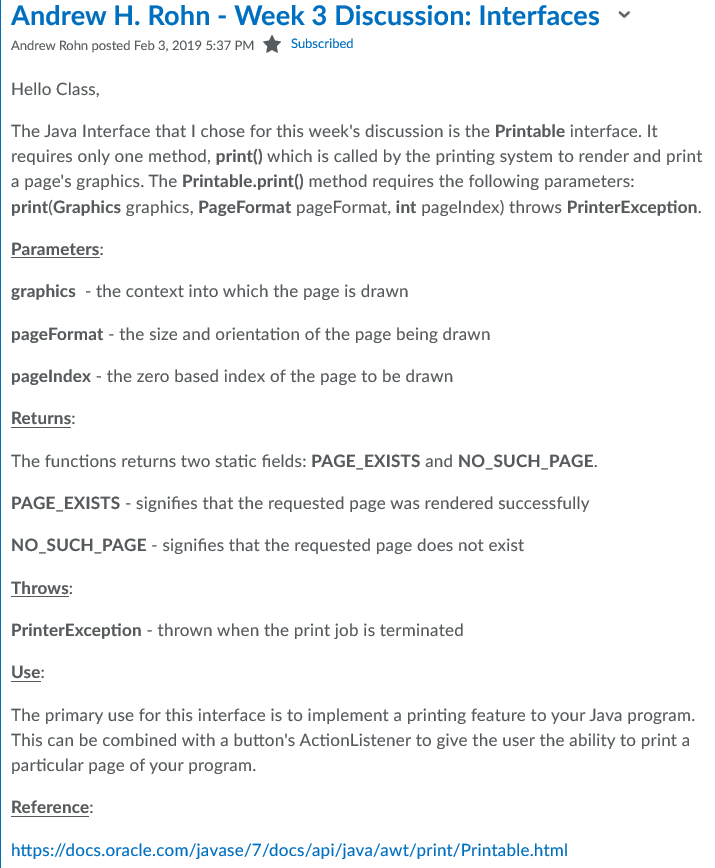 Andrew H. Rohn - Week 3 Discussion: Interfaces
Andrew Rohn posted Feb 3, 2019 5:37 PM ★ Subscribed
Hello Class,
The Java Interface that I chose for this week's discussion is the Printable interface. It
requires only one method, print() which is called by the printing system to render and print
a page's graphics. The Printable.print() method requires the following parameters:
print(Graphics graphics, PageFormat pageFormat, int pageIndex) throws PrinterException.
Parameters:
graphics - the context into which the page is drawn
pageFormat - the size and orientation of the page being drawn
pageIndex - the zero based index of the page to be drawn
Returns:
The functions returns two static fields: PAGE_EXISTS and NO_SUCH_PAGE.
PAGE_EXISTS - signifies that the requested page was rendered successfully
NO_SUCH_PAGE - signifies that the requested page does not exist
Throws:
PrinterException - thrown when the print job is terminated
Use:
The primary use for this interface is to implement a printing feature to your Java program.
This can be combined with a button's ActionListener to give the user the ability to print a
particular page of your program.
Reference:
https://docs.oracle.com/javase/7/docs/api/java/awt/print/Printable.html